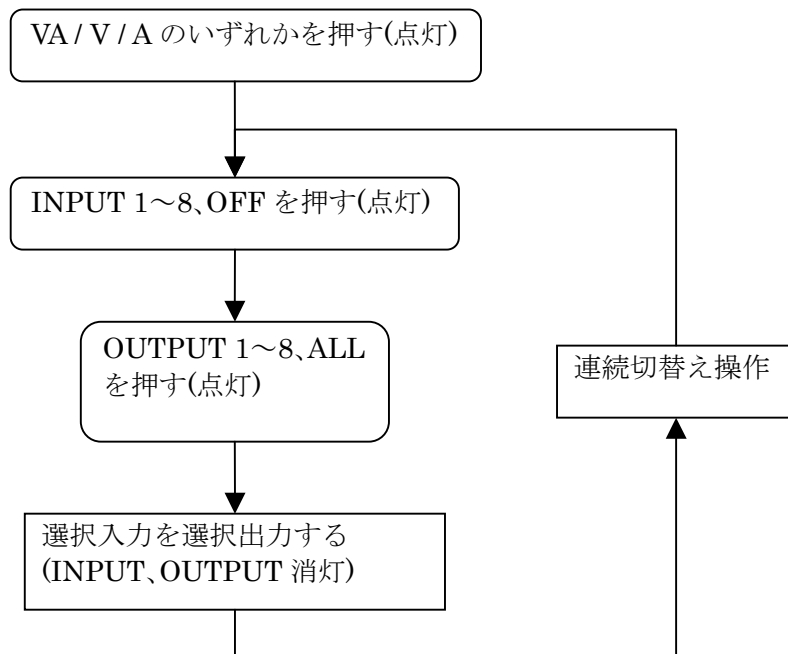 VA / V / A のいずれかを押す(点灯)
INPUT 1～8、OFF を押す(点灯)
OUTPUT 1～8、ALL
を押す(点灯)
連続切替え操作
選択入力を選択出力する
(INPUT、OUTPUT 消灯)